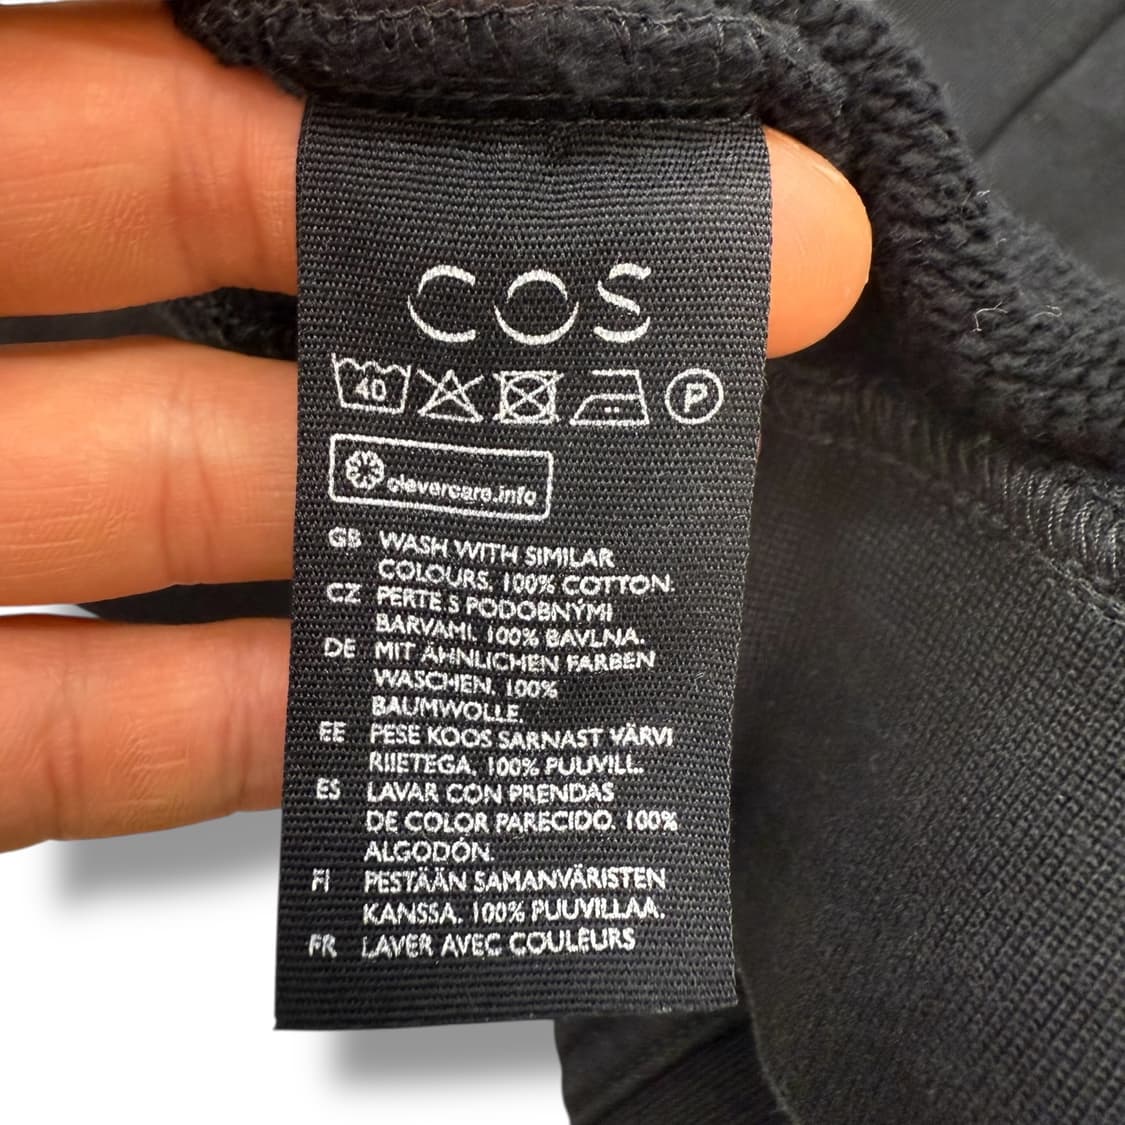 COS
40 P
clevercare.info
GB WASH WITH SIMILAR
COLOURS. 100% COTTON.
CZ PERTE S PODOBNÝMI
BARVAMI. 100% BAVLNA.
DE MIT ÄHNLICHEN FARBEN
WASCHEN. 100%
BAUMWOLLE.
EE PESE KOOS SARNAST VÄRVI
RIIETEGA. 100% PUUVILL.
ES LAVAR CON PRENDAS
DE COLOR PARECIDO. 100%
ALGODÓN.
FI PESTÄÄN SAMANVÄRISTEN
KANSSA. 100% PUUVILLAA.
FR LAVER AVEC COULEURS